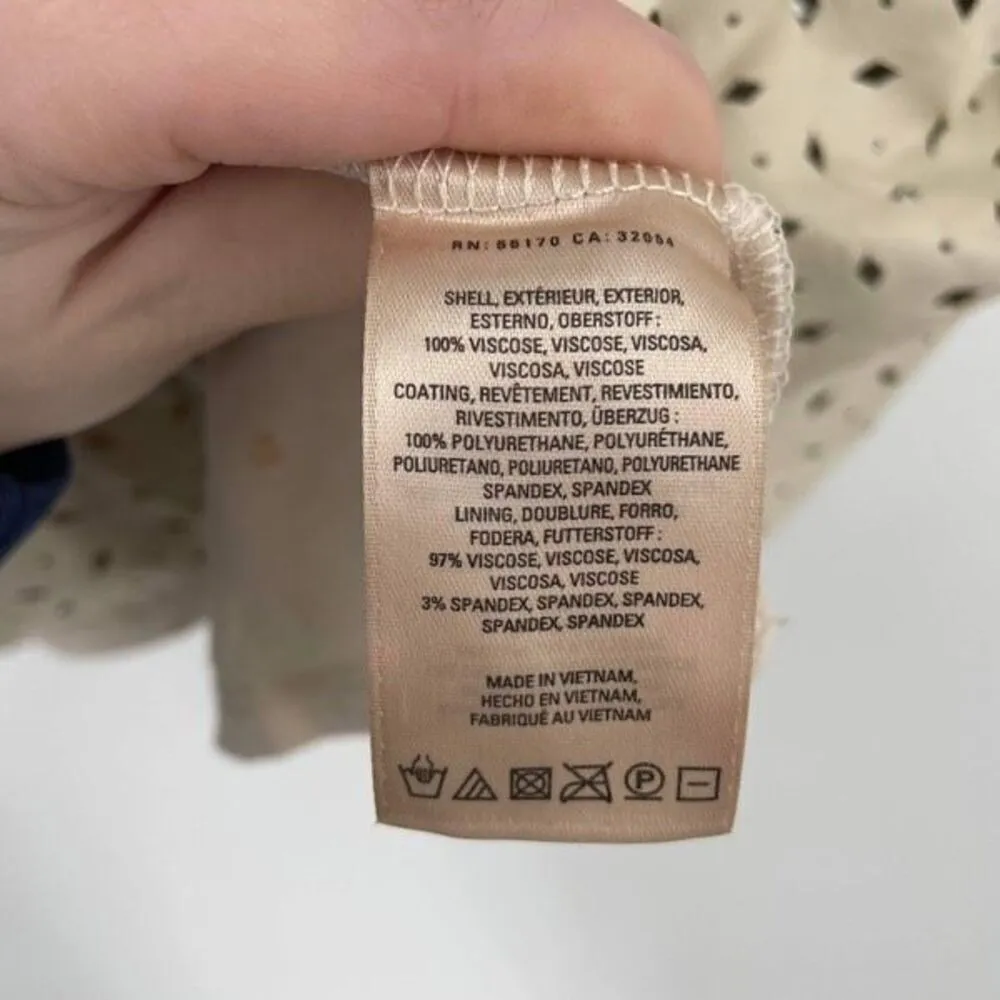 RN: 66170 CA: 32654
SHELL, EXTÉRIEUR, EXTERIOR,
ESTERNO, OBERSTOFF:
100% VISCOSE, VISCOSE, VISCOSA,
VISCOSA, VISCOSE
COATING, REVÊTEMENT, REVESTIMIENTO,
RIVESTIMENTO, ÜBERZUG:
100% POLYURETHANE, POLYURÉTHANE,
POLIURETANO, POLIURETANO, POLYURETHANE
SPANDEX, SPANDEX
LINING, DOUBLURE, FORRO,
FODERA, FUTTERSTOFF:
97% VISCOSE, VISCOSE, VISCOSA,
VISCOSA, VISCOSE
3% SPANDEX, SPANDEX, SPANDEX,
SPANDEX, SPANDEX
MADE IN VIETNAM,
HECHO EN VIETNAM,
FABRIQUÉ AU VIETNAM
P